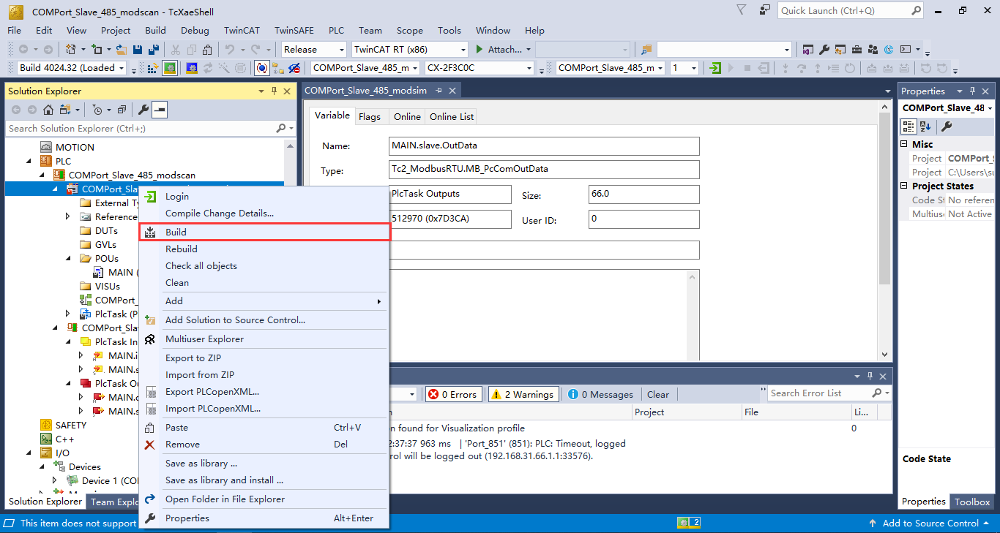 COMPort_Slave_485_modscan - TcXaeShell
Quick Launch (Ctrl+Q)
File Edit View Project Build Debug TwinCAT TwinSAFE PLC Team Scope Tools Window Help
Release TwinCAT RT (x86) Attach...
Build 4024.32 (Loaded COMPort_Slave_485_m CX-2F3C0C COMPort_Slave_485_m 1
Solution Explorer
Search Solution Explorer (Ctrl+;)
MOTION
PLC
COMPort_Slave_485_modscan
COMPort_Sla
External Ty
References
DUTs
GVLs
POUs
MAIN (
VISUs
COMPort_
PlcTask (P
COMPort_Slav
PlcTask In
MAIN.i
MAIN.s
PlcTask Ou
MAIN.o
MAIN.s
SAFETY
C++
I/O
Devices
Device 1 (CO
Solution Explorer Team Explo
Login
Compile Change Details...
Build
Rebuild
Check all objects
Clean
Add
Add Solution to Source Control...
Multiuser Explorer
Export to ZIP
Import from ZIP
Export PLCopenXML...
Import PLCopenXML...
Paste Ctrl+V
Remove Del
Save as library ...
Save as library and install ...
Open Folder in File Explorer
Properties Alt+Enter
COMPort_Slave_485_modsim
Variable Flags Online Online List
Name: MAIN.slave.OutData
Type: Tc2_ModbusRTU.MB_PcComOutData
PlcTask Outputs Size: 66.0
512970 (0x7D3CA) User ID: 0
0 Errors 2 Warnings 0 Messages Clear Search Error List
Project File Li...
n found for Visualization profile 0
2:37:37 963 ms | 'Port_851' (851): PLC: Timeout, logged
rol will be logged out (192.168.31.66.1.1:33576).
Properties
COMPort_Slave_48
Misc
Project COMPort_S
Project C:\Users\su
Project States
Code St No referen
Multius Not Active
Code State
Properties Toolbox
This item does not support
2
Add to Source Control